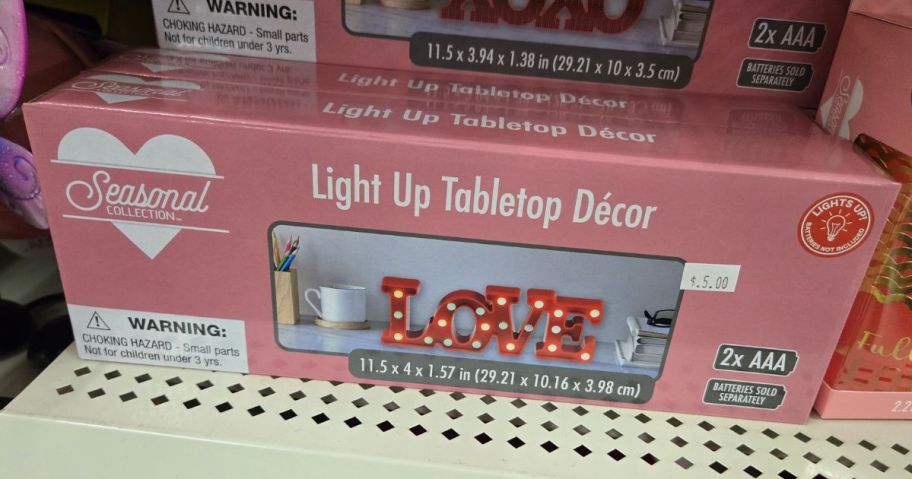 WARNING:
CHOKING HAZARD - Small parts
Not for children under 3 yrs.
XOXO
11.5 x 3.94 x 1.38 in (29.21 x 10 x 3.5 cm)
2x AAA
BATTERIES SOLD
SEPARATELY
Light Up Tabletop Décor
Light Up Tabletop Décor
Seasonal
COLLECTION™
Light Up Tabletop Décor
LIGHTS UP!
BATTERIES NOT INCLUDED
$.5.00
LOVE
WARNING:
CHOKING HAZARD - Small parts
Not for children under 3 yrs.
11.5 x 4 x 1.57 in (29.21 x 10.16 x 3.98 cm)
2x AAA
BATTERIES SOLD
SEPARATELY